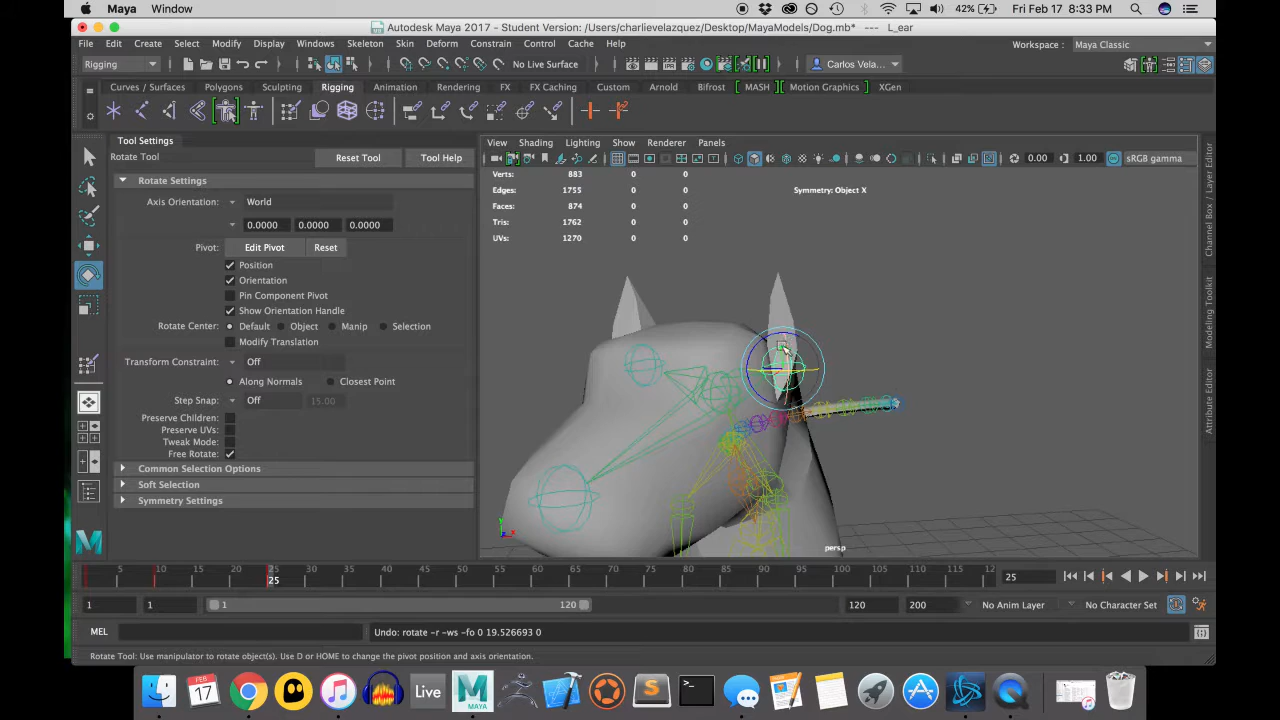 Maya Window 42% Fri Feb 17 8:33 PM
Autodesk Maya 2017 - Student Version: /Users/charlievelazquez/Desktop/MayaModels/Dog.mb* --- L_ear
File Edit Create Select Modify Display Windows Skeleton Skin Deform Constrain Control Cache Help Workspace : Maya Classic
Rigging No Live Surface Carlos Vela...
Curves / Surfaces Polygons Sculpting Rigging Animation Rendering FX FX Caching Custom Arnold Bifrost MASH Motion Graphics XGen
Tool Settings
Rotate Tool Reset Tool Tool Help
View Shading Lighting Show Renderer Panels
0.00 1.00 sRGB gamma
Rotate Settings
Axis Orientation: World
0.0000 0.0000 0.0000
Pivot: Edit Pivot Reset
Position
Orientation
Pin Component Pivot
Show Orientation Handle
Rotate Center: Default Object Manip Selection
Modify Translation
Transform Constraint: Off
Along Normals Closest Point
Step Snap: Off 15.00
Preserve Children:
Preserve UVs:
Tweak Mode:
Free Rotate:
Common Selection Options
Soft Selection
Symmetry Settings
Verts: 883 0 0
Edges: 1755 0 0
Faces: 874 0 0
Tris: 1762 0 0
UVs: 1270 0 0
Symmetry: Object X
y
x
persp
Channel Box / Layer Editor
Modeling Toolkit
Attribute Editor
5 10 15 20 25 30 35 40 45 50 55 60 65 70 75 80 85 90 95 100 105 110 115 12
25 25
1 1 1 120 120 200 No Anim Layer No Character Set
MEL Undo: rotate -r -ws -fo 0 19.526693 0
Rotate Tool: Use manipulator to rotate object(s). Use D or HOME to change the pivot position and axis orientation.
FEB
17 Live M
MAYA >_